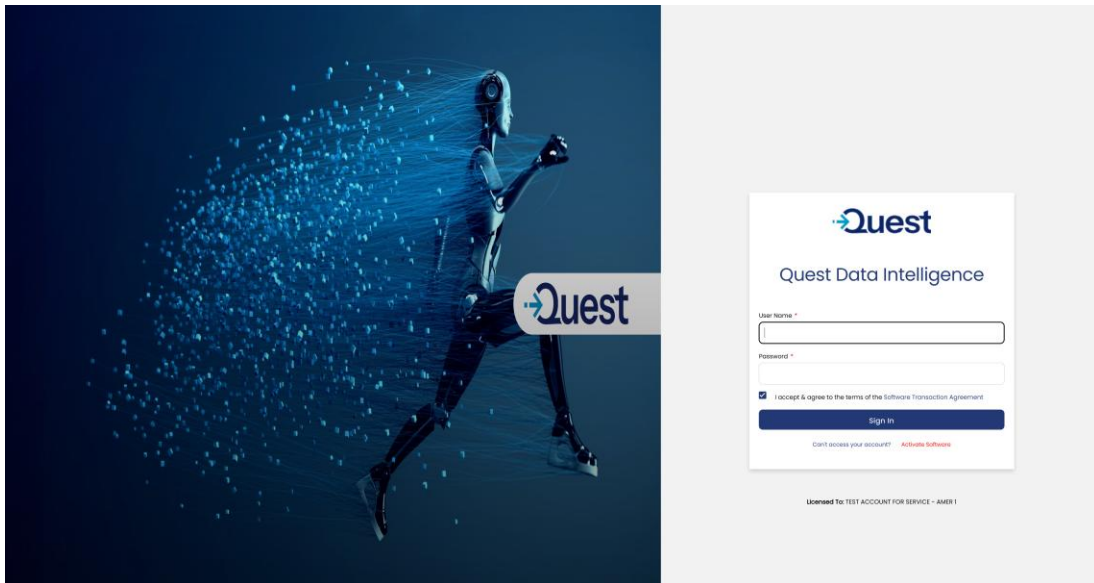 Quest
Quest
Quest Data Intelligence
User Name *
Password *
I accept & agree to the terms of the Software Transaction Agreement
Sign In
Can't access your account? Activate Software
Licensed To: TEST ACCOUNT FOR SERVICE - AMER 1